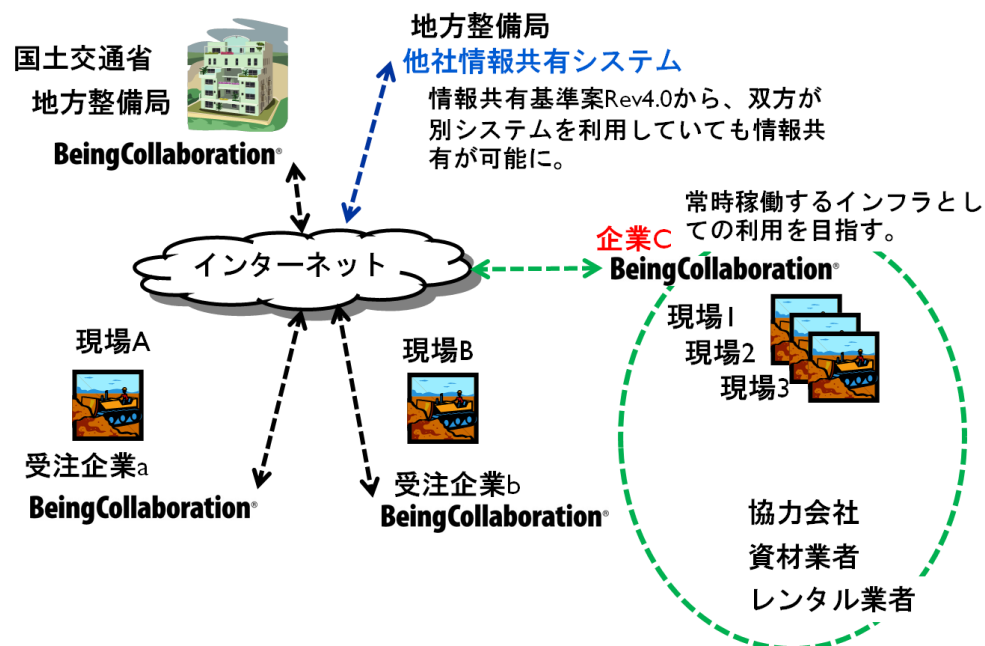 国土交通省
地方整備局
BeingCollaboration®
地方整備局
他社情報共有システム
情報共有基準案Rev4.0から、双方が
別システムを利用していても情報共
有が可能に。
常時稼働するインフラとし
ての利用を目指す。
企業C
BeingCollaboration®
インターネット
現場1
現場2
現場3
現場A
受注企業a
BeingCollaboration®
現場B
受注企業b
BeingCollaboration®
協力会社
資材業者
レンタル業者